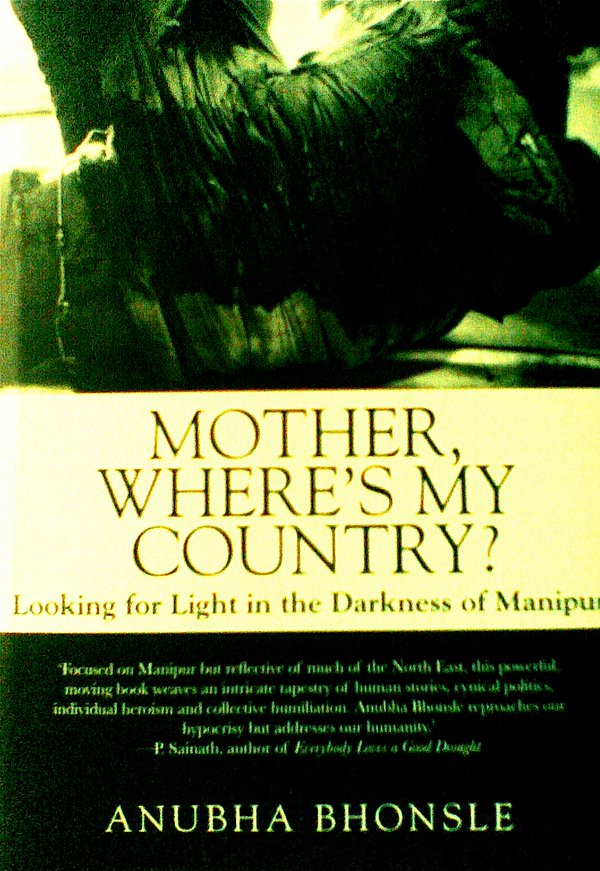 MOTHER,
WHERE'S MY
COUNTRY?
Looking for Light in the Darkness of Manipur
'Focused on Manipur but reflective of much of the North East, this powerful,
moving book weaves an intricate tapestry of human stories, cynical politics,
individual heroism and collective humiliation. Anubha Bhonsle reproaches our
hypocrisy but addresses our humanity.'
—P. Sainath, author of Everybody Loves a Good Drought
ANUBHA BHONSLE